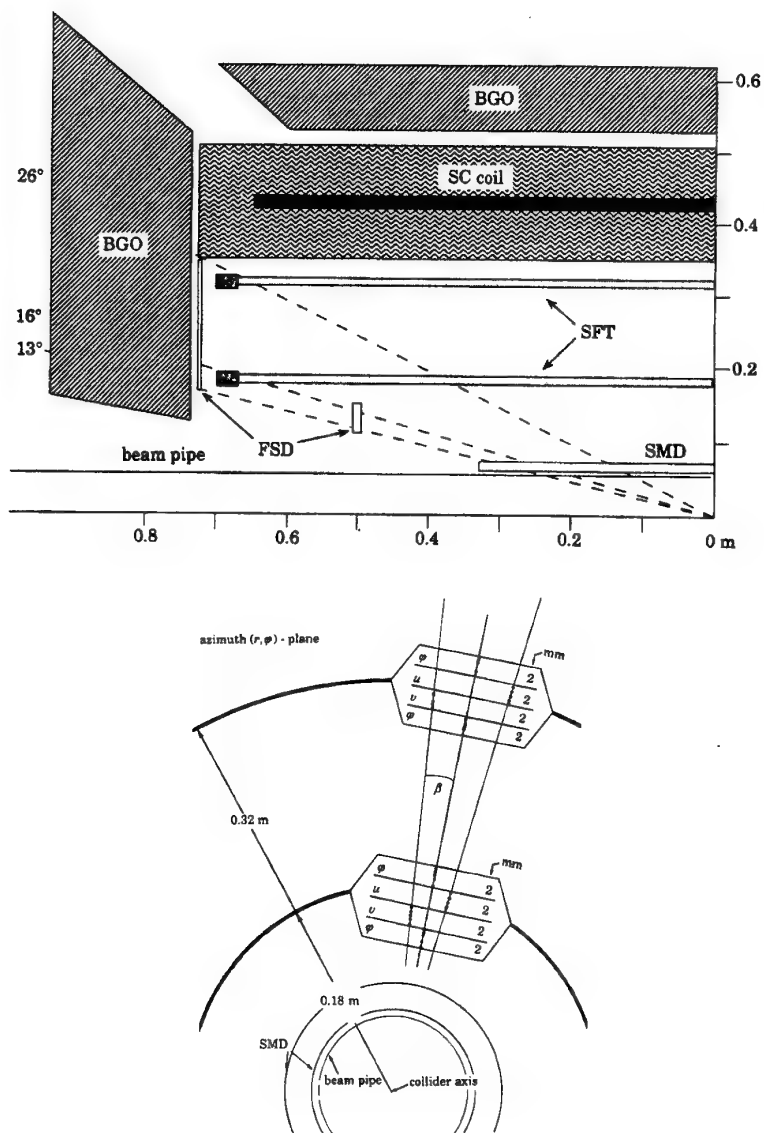 BGO
0.6
26°
SC coil
BGO
0.4
16°
SFT
13°
0.2
beam pipe
FSD
SMD
0.8
0.6
0.4
0.2
0 m
azimuth (r,φ) - plane
mm
φ 2
u 2
v 2
φ 2
β
0.32 m
mm
φ 2
u 2
v 2
φ 2
0.18 m
SMD
beam pipe
collider axis